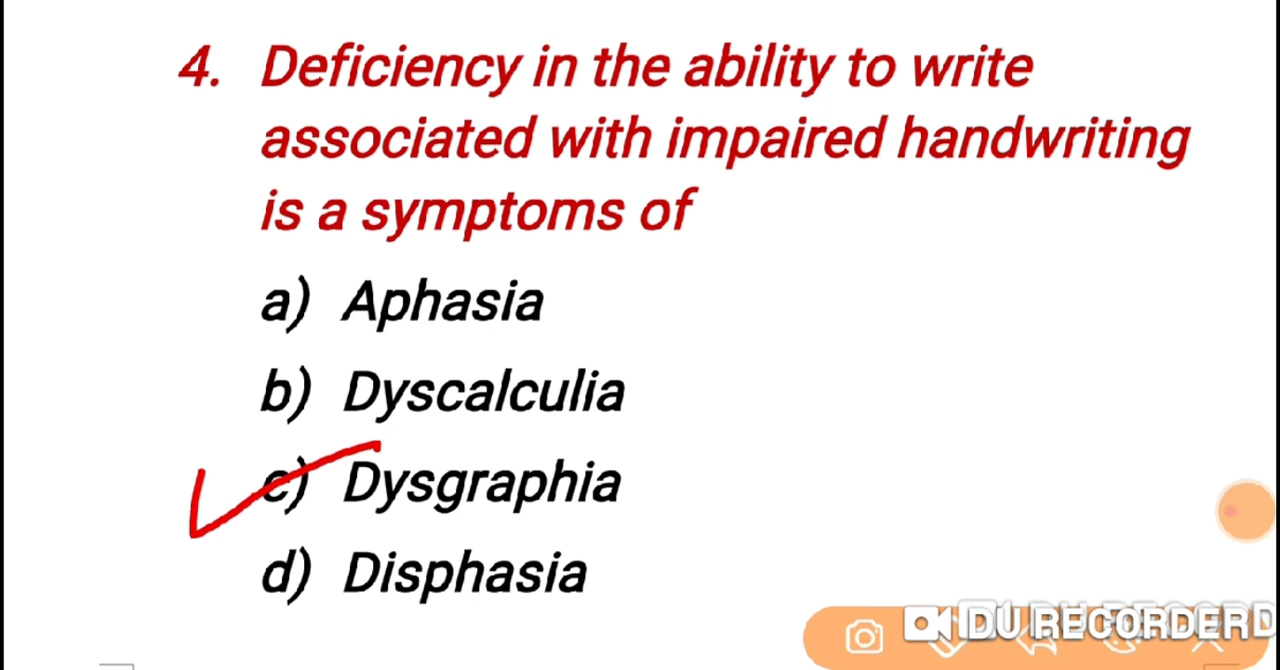 4. Deficiency in the ability to write
associated with impaired handwriting
is a symptoms of
a) Aphasia
b) Dyscalculia
c) Dysgraphia
d) Disphasia
DU RECORDER